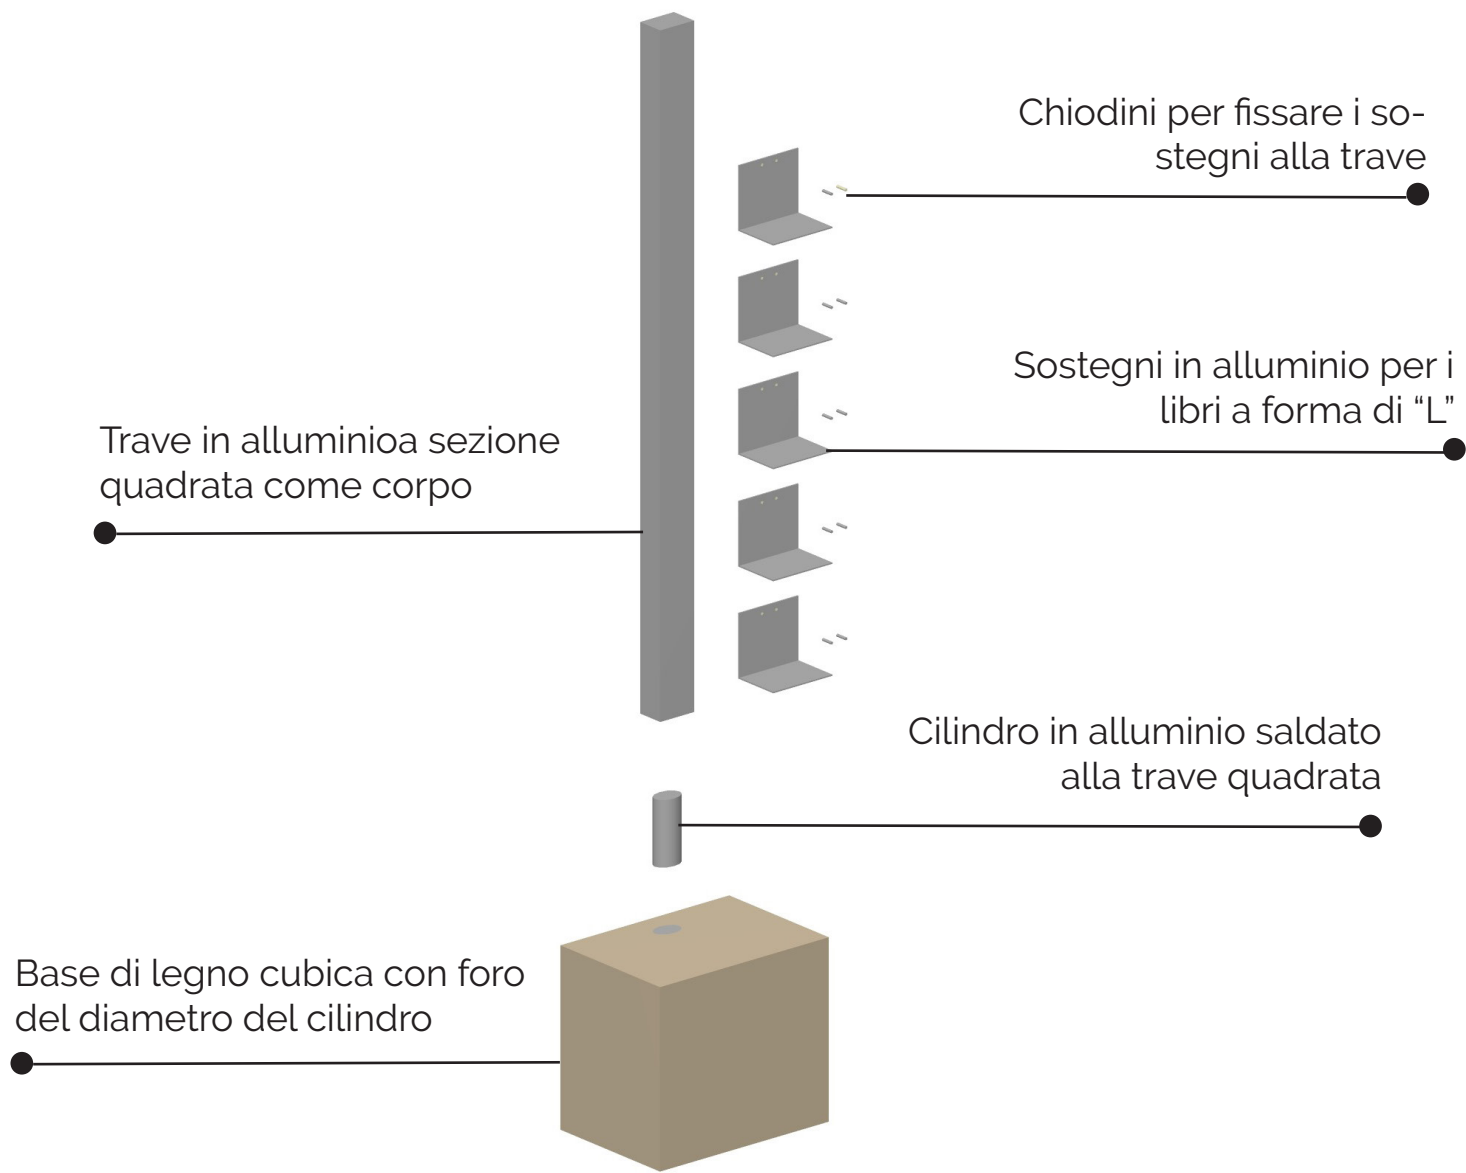 Chiodini per fissare i so-
stegni alla trave
Sostegni in alluminio per i
libri a forma di “L”
Trave in alluminioa sezione
quadrata come corpo
Cilindro in alluminio saldato
alla trave quadrata
Base di legno cubica con foro
del diametro del cilindro